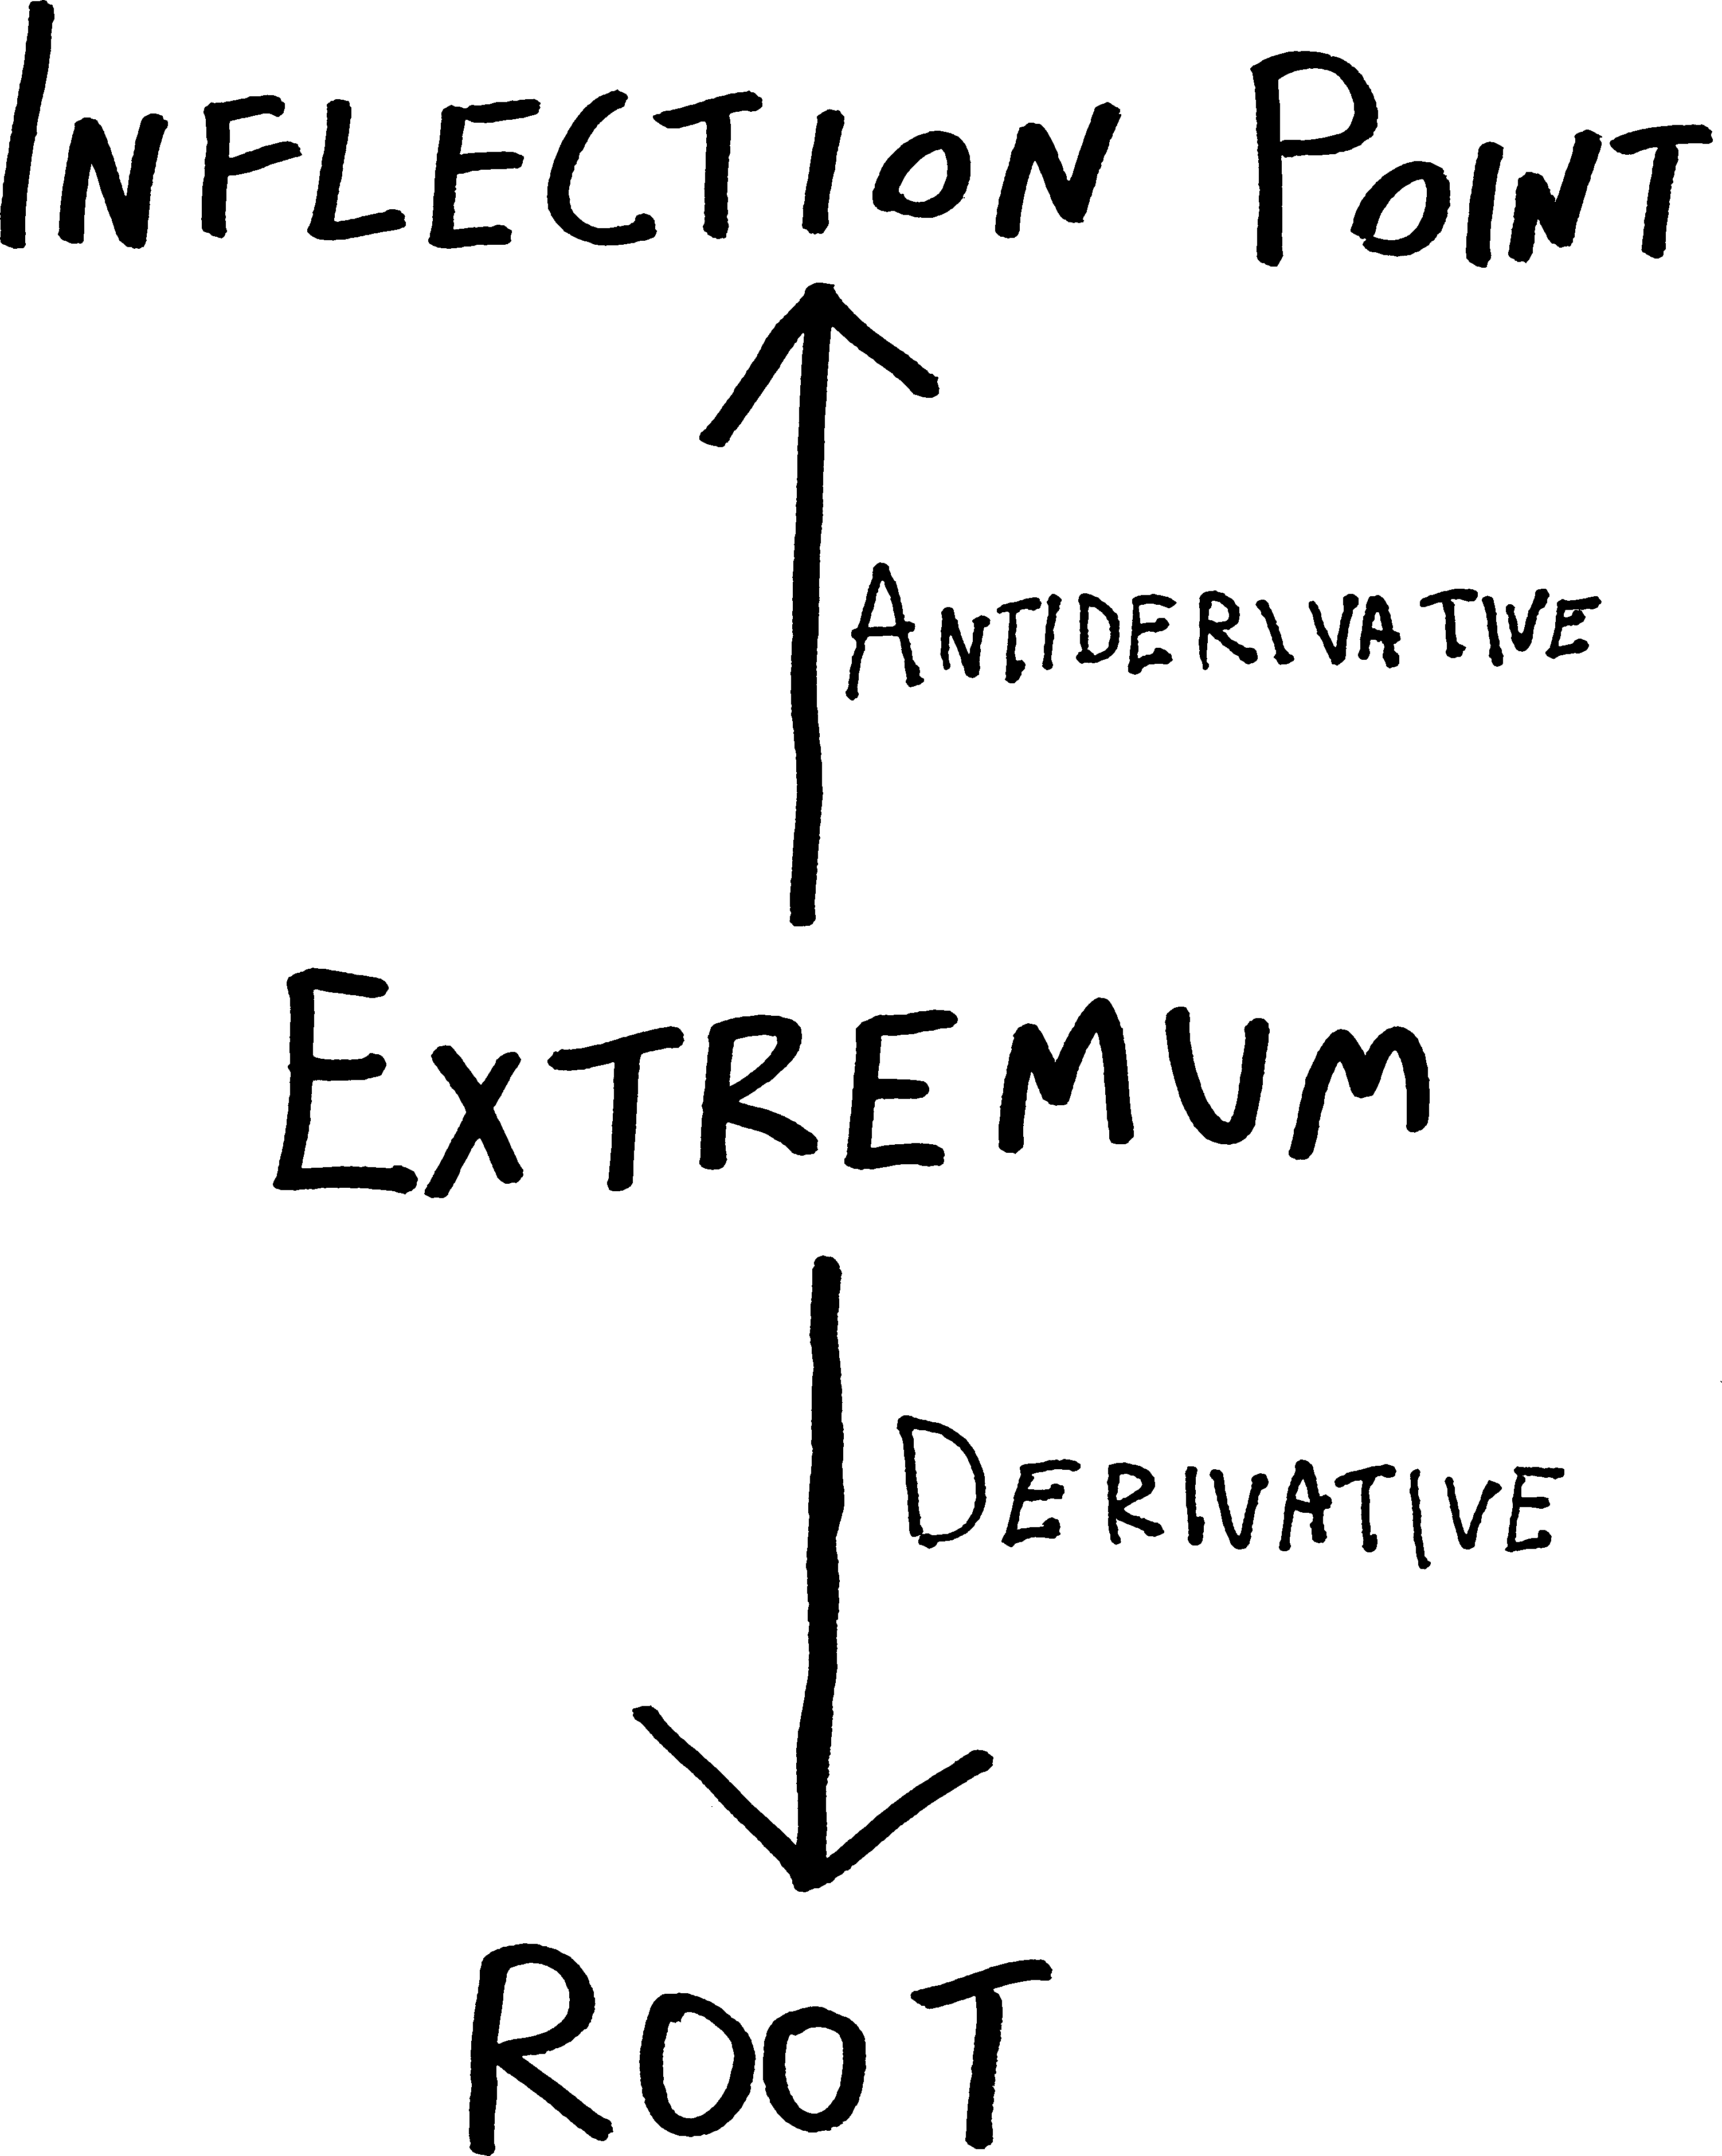 INFLECTION POINT
ANTIDERIVATIVE
EXTREMUM
DERIVATIVE
ROOT